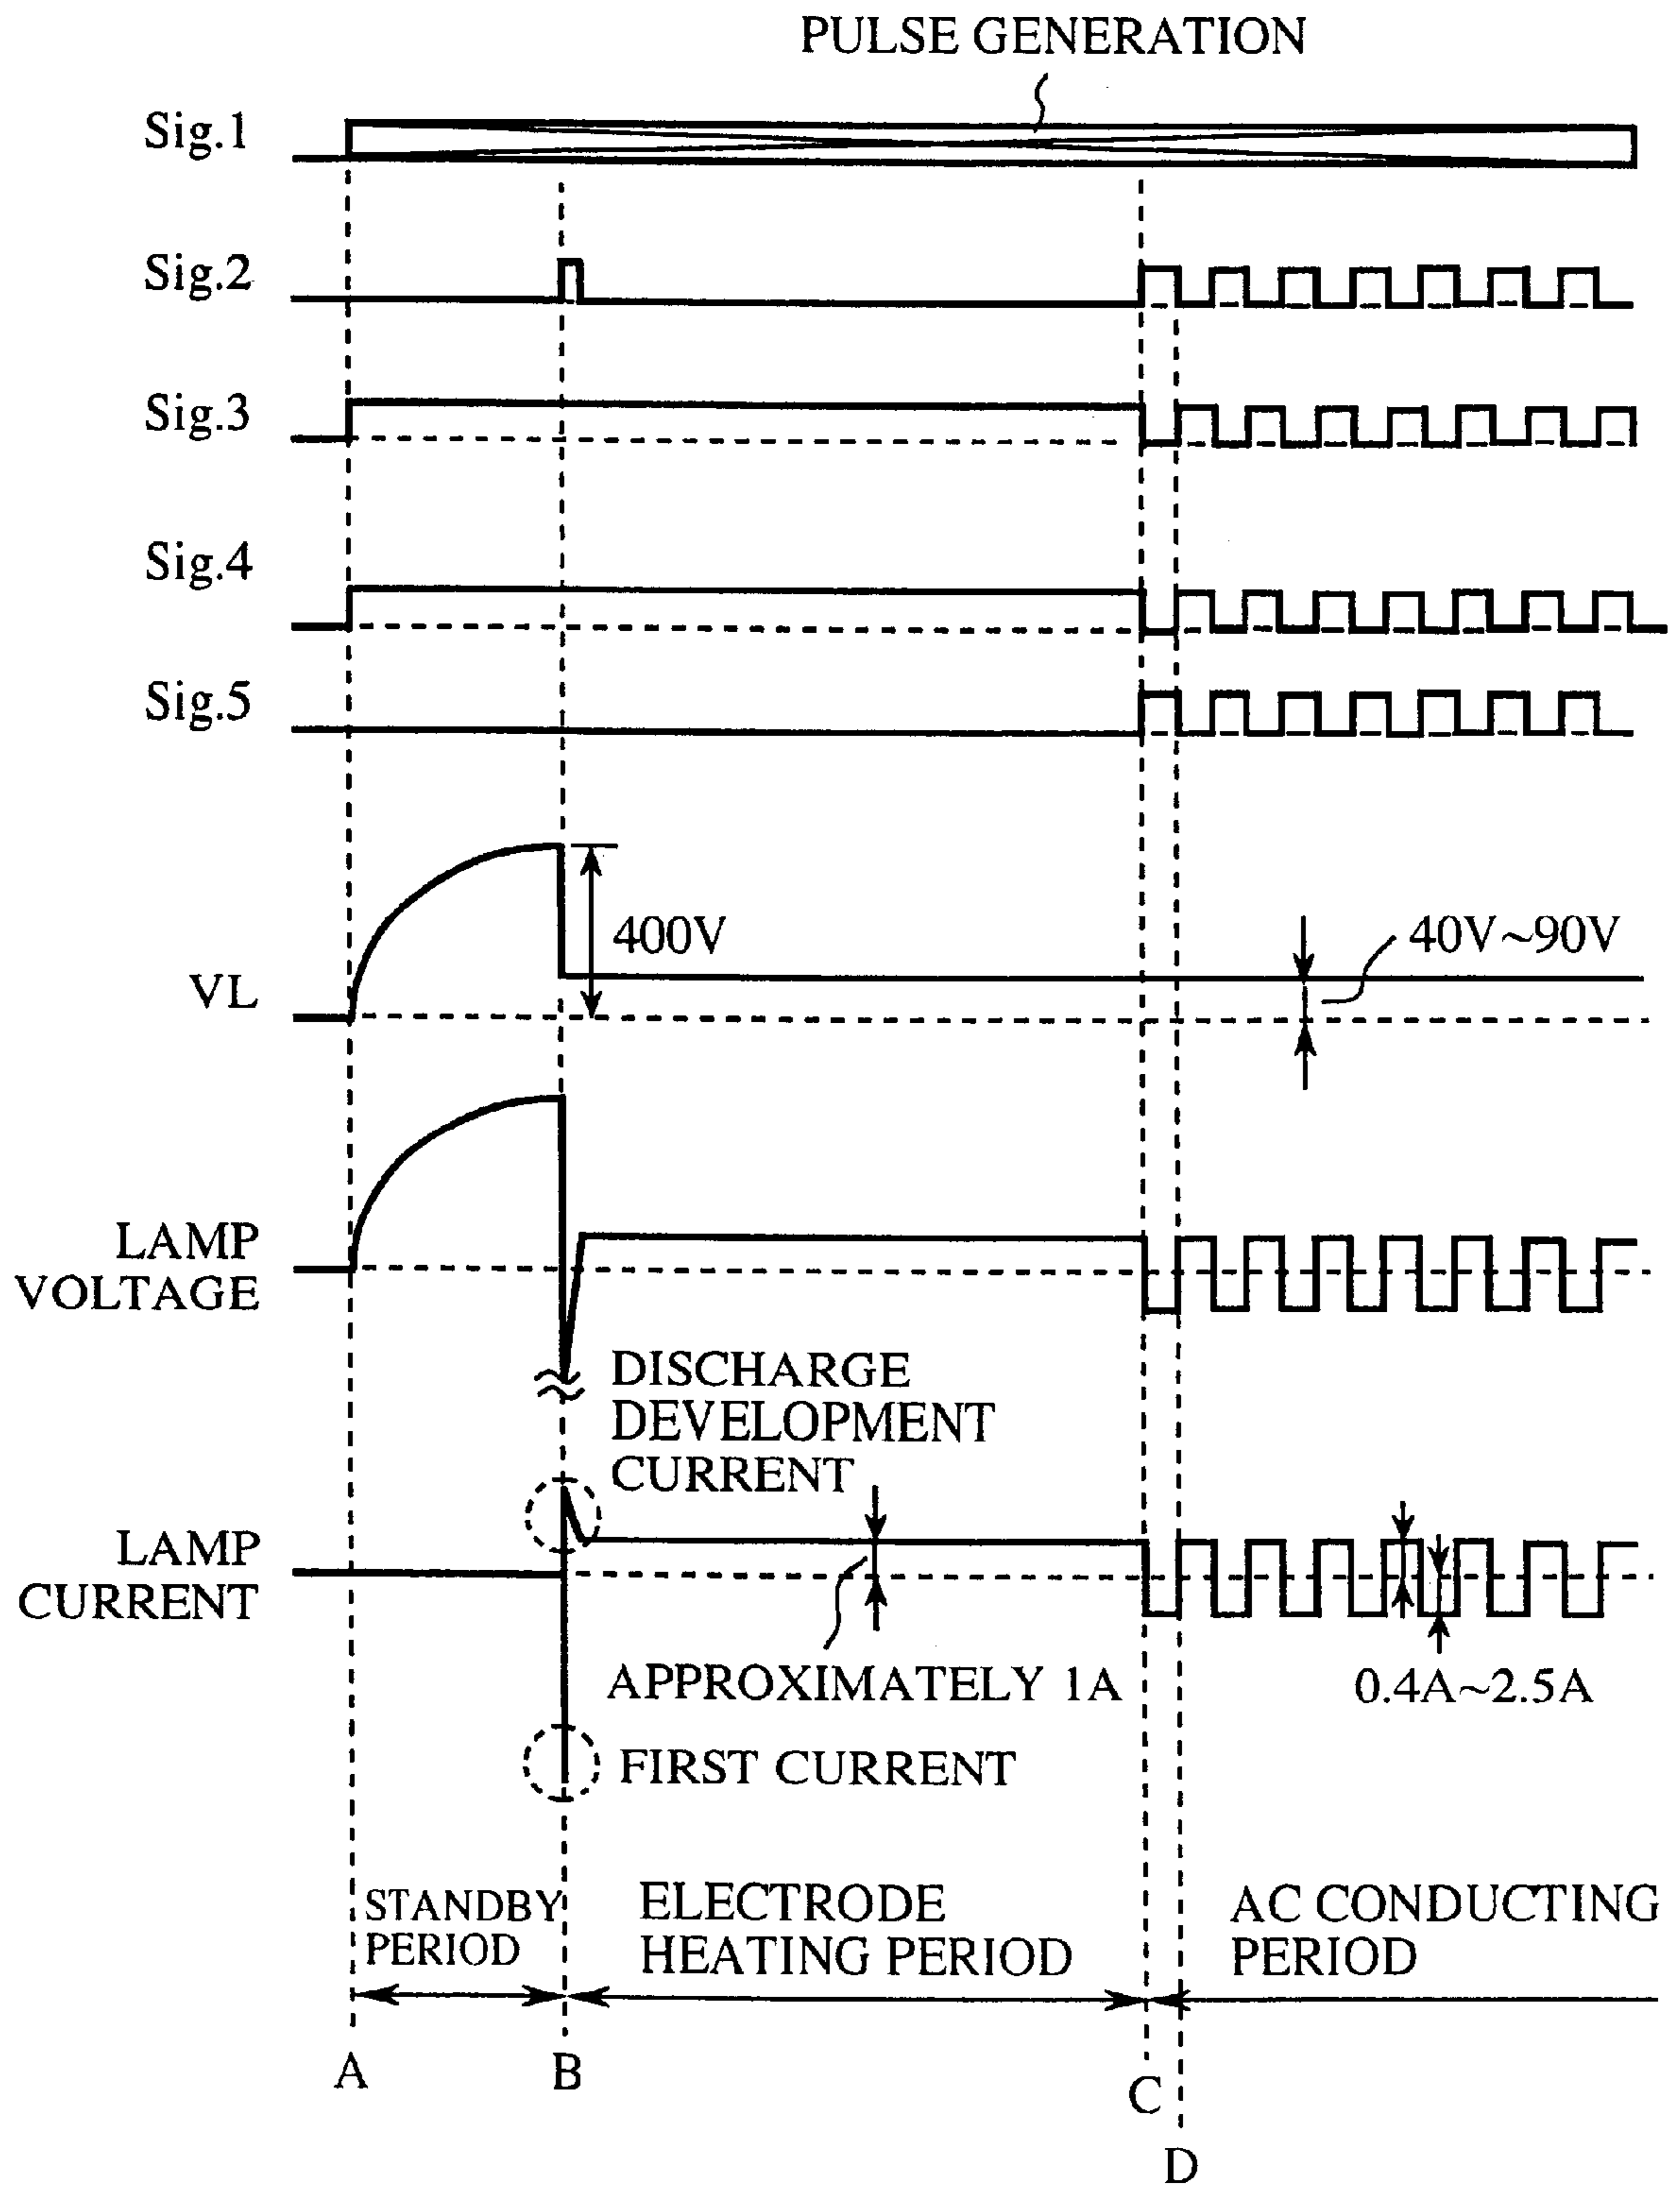 PULSE GENERATION
Sig.1
Sig.2
Sig.3
Sig.4
Sig.5
400V
40V~90V
VL
LAMP
VOLTAGE
DISCHARGE
DEVELOPMENT
CURRENT
LAMP
CURRENT
APPROXIMATELY 1A
0.4A~2.5A
FIRST CURRENT
STANDBY
PERIOD
ELECTRODE
HEATING PERIOD
AC CONDUCTING
PERIOD
A
B
C
D